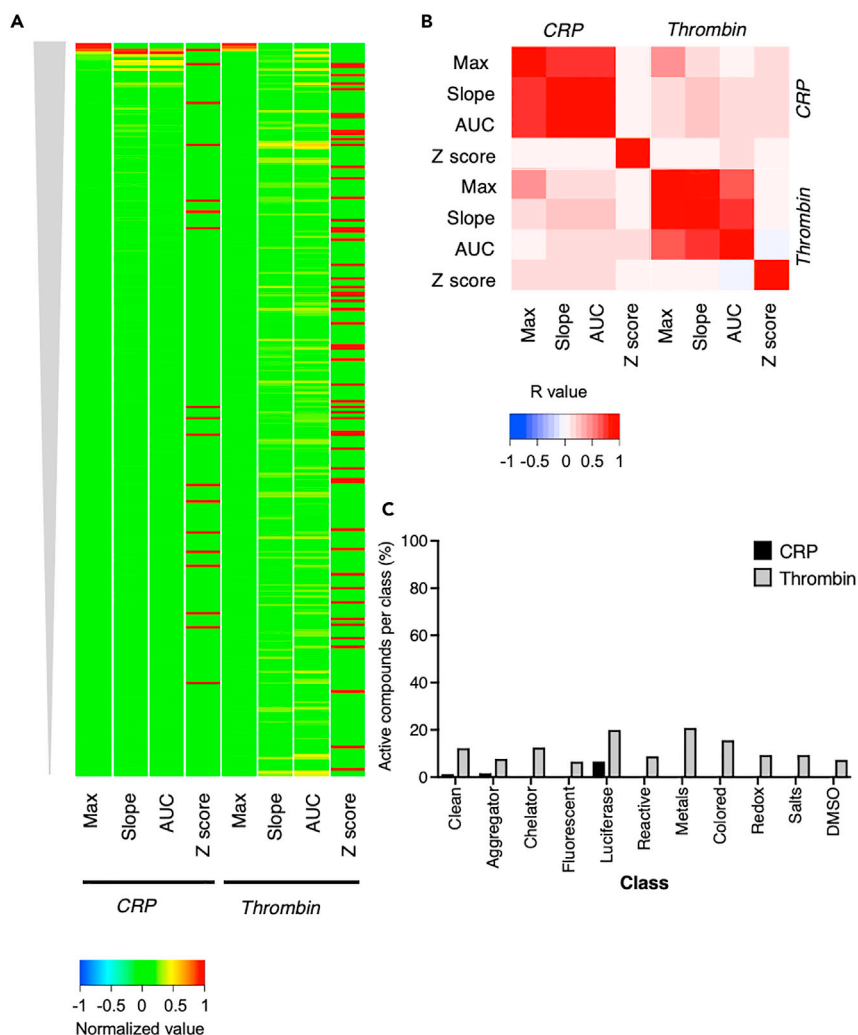 A
Max
Slope
AUC
Z score
Max
Slope
AUC
Z score
CRP
Thrombin
-1 -0.5 0 0.5 1
Normalized value
B
CRP Thrombin
Max
Slope
AUC
Z score
Max
Slope
AUC
Z score
CRP
Thrombin
Max
Slope
AUC
Z score
Max
Slope
AUC
Z score
R value
-1 -0.5 0 0.5 1
C
Active compounds per class (%)
100
80
60
40
20
0
CRP
Thrombin
Clean
Aggregator
Chelator
Fluorescent
Luciferase
Reactive
Metals
Colored
Redox
Salts
DMSO
Class